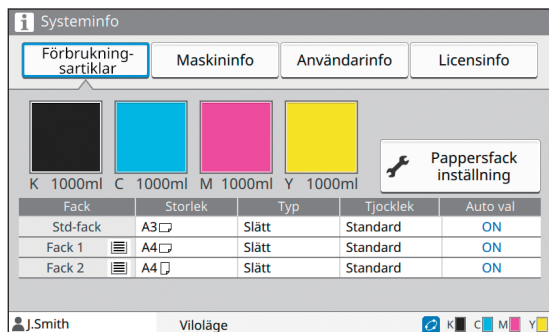 Systeminfo
Förbrukning-
sartiklar
Maskininfo
Användarinfo
Licensinfo
K 1000ml C 1000ml M 1000ml Y 1000ml
Pappersfack
inställning
Fack Storlek Typ Tjocklek Auto val
Std-fack A3 Slätt Standard ON
Fack 1 A4 Slätt Standard ON
Fack 2 A4 Slätt Standard ON
J.Smith Viloläge K C M Y